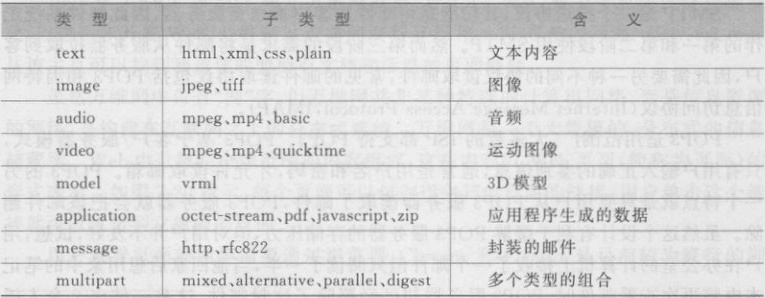 类 型 子 类 型 含 义
text html、xml、css、plain 文本内容
image jpeg、tiff 图像
audio mpeg、mp4、basic 音频
video mpeg、mp4、quicktime 运动图像
model vrml 3D 模型
application octet-stream、pdf、javascript、zip 应用程序生成的数据
message http、rfc822 封装的邮件
multipart mixed、alternative、parallel、digest 多个类型的组合